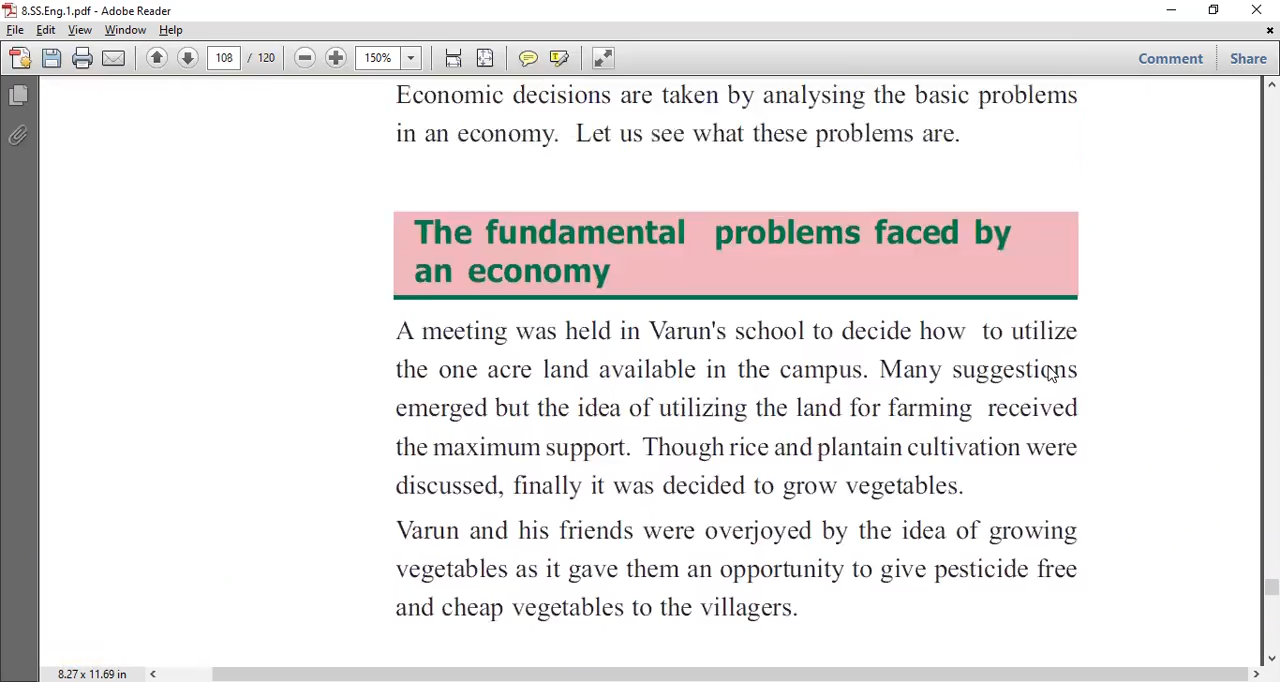 8.SS.Eng.1.pdf - Adobe Reader
File Edit View Window Help
108 / 120 150% Comment Share
Economic decisions are taken by analysing the basic problems
in an economy. Let us see what these problems are.
The fundamental problems faced by
an economy
A meeting was held in Varun's school to decide how to utilize
the one acre land available in the campus. Many suggestions
emerged but the idea of utilizing the land for farming received
the maximum support. Though rice and plantain cultivation were
discussed, finally it was decided to grow vegetables.
Varun and his friends were overjoyed by the idea of growing
vegetables as it gave them an opportunity to give pesticide free
and cheap vegetables to the villagers.
8.27 x 11.69 in